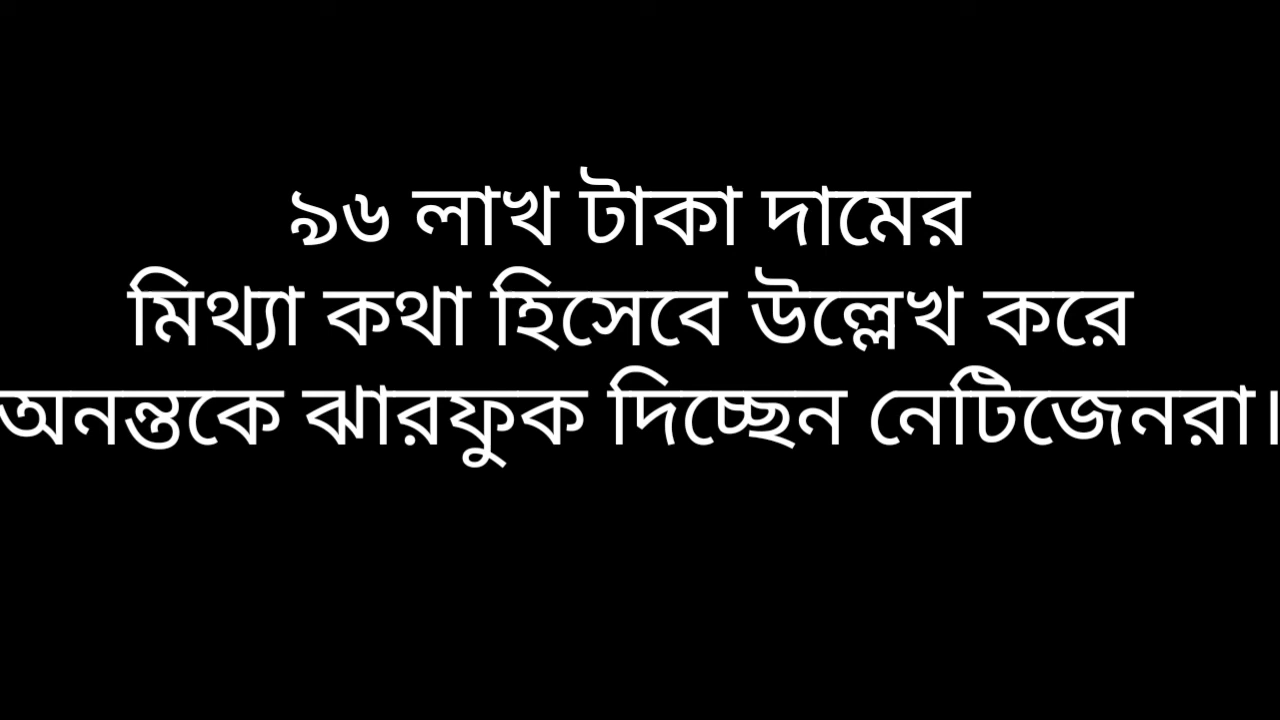 ৯৬ লাখ টাকা দামের
মিথ্যা কথা হিসেবে উল্লেখ করে
অনন্তকে ঝারফুক দিচ্ছেন নেটিজেনরা।